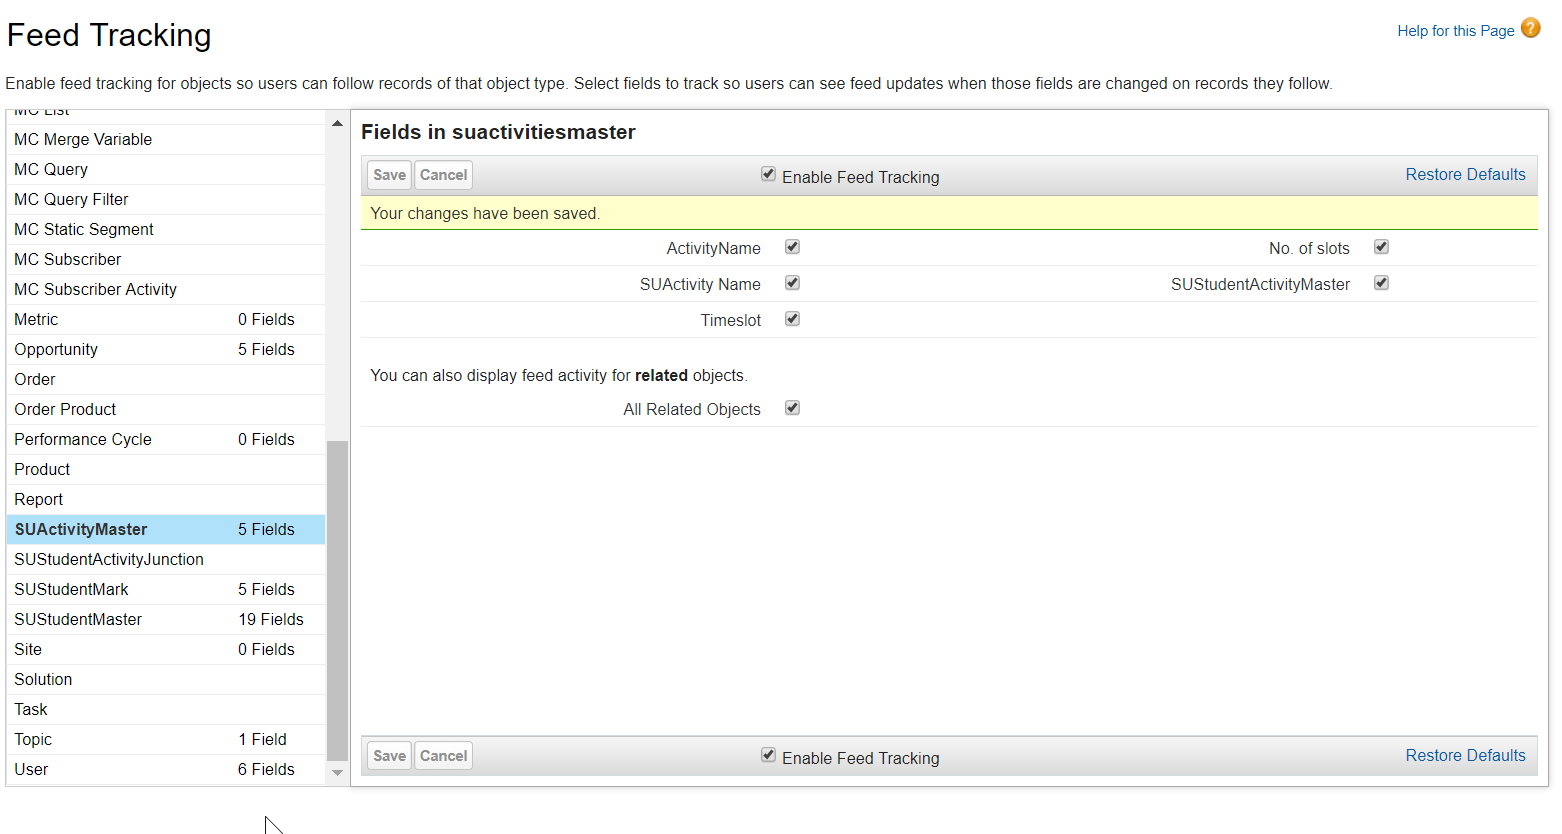 Feed Tracking
Help for this Page ?
Enable feed tracking for objects so users can follow records of that object type. Select fields to track so users can see feed updates when those fields are changed on records they follow.
MC List
MC Merge Variable
MC Query
MC Query Filter
MC Static Segment
MC Subscriber
MC Subscriber Activity
Metric 0 Fields
Opportunity 5 Fields
Order
Order Product
Performance Cycle 0 Fields
Product
Report
SUActivityMaster 5 Fields
SUStudentActivityJunction
SUStudentMark 5 Fields
SUStudentMaster 19 Fields
Site 0 Fields
Solution
Task
Topic 1 Field
User 6 Fields
Fields in suactivitiesmaster
Save Cancel Enable Feed Tracking Restore Defaults
Your changes have been saved.
ActivityName No. of slots
SUActivity Name SUStudentActivityMaster
Timeslot
You can also display feed activity for related objects.
All Related Objects
Save Cancel Enable Feed Tracking Restore Defaults